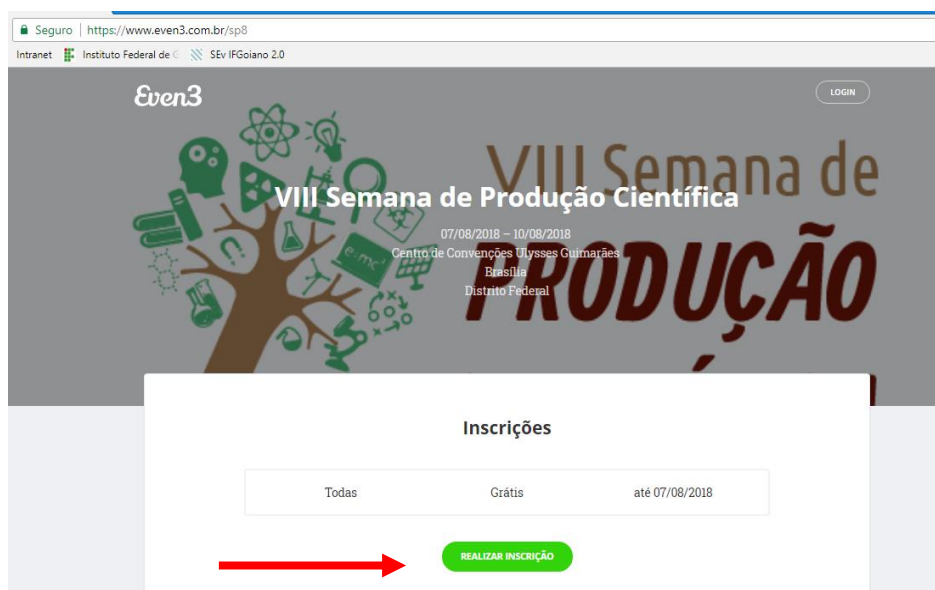 Seguro | https://www.even3.com.br/sp8
Intranet Instituto Federal de G SEv IFGoiano 2.0
Even3
LOGIN
VIII Semana de
PRODUÇÃO
VIII Semana de Produção Científica
07/08/2018 – 10/08/2018
Centro de Convenções Ulysses Guimarães
Brasília
Distrito Federal
e=mc²
Inscrições
Todas Grátis até 07/08/2018
REALIZAR INSCRIÇÃO